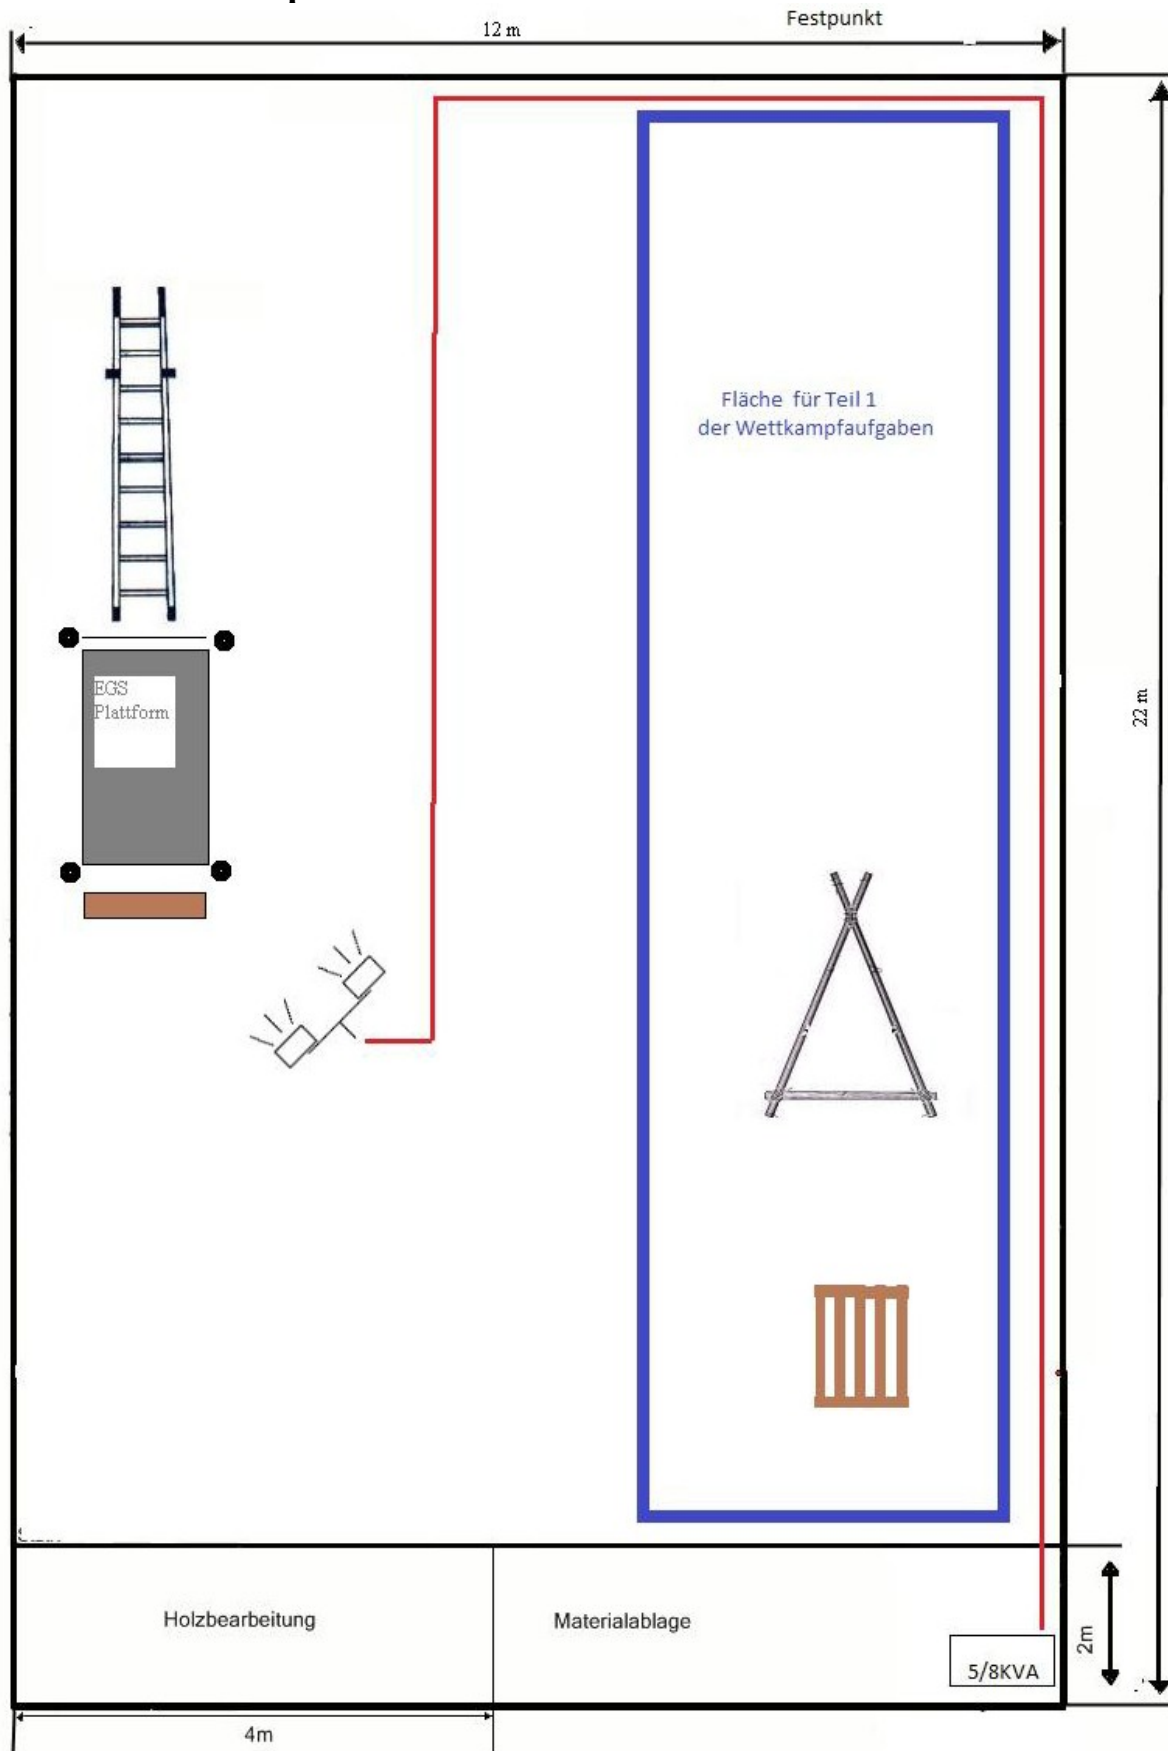 Festpunkt
12 m
Fläche für Teil 1
der Wettkampfaufgaben
EGS
Plattform
22 m
Holzbearbeitung
Materialablage
5/8KVA
2m
4m